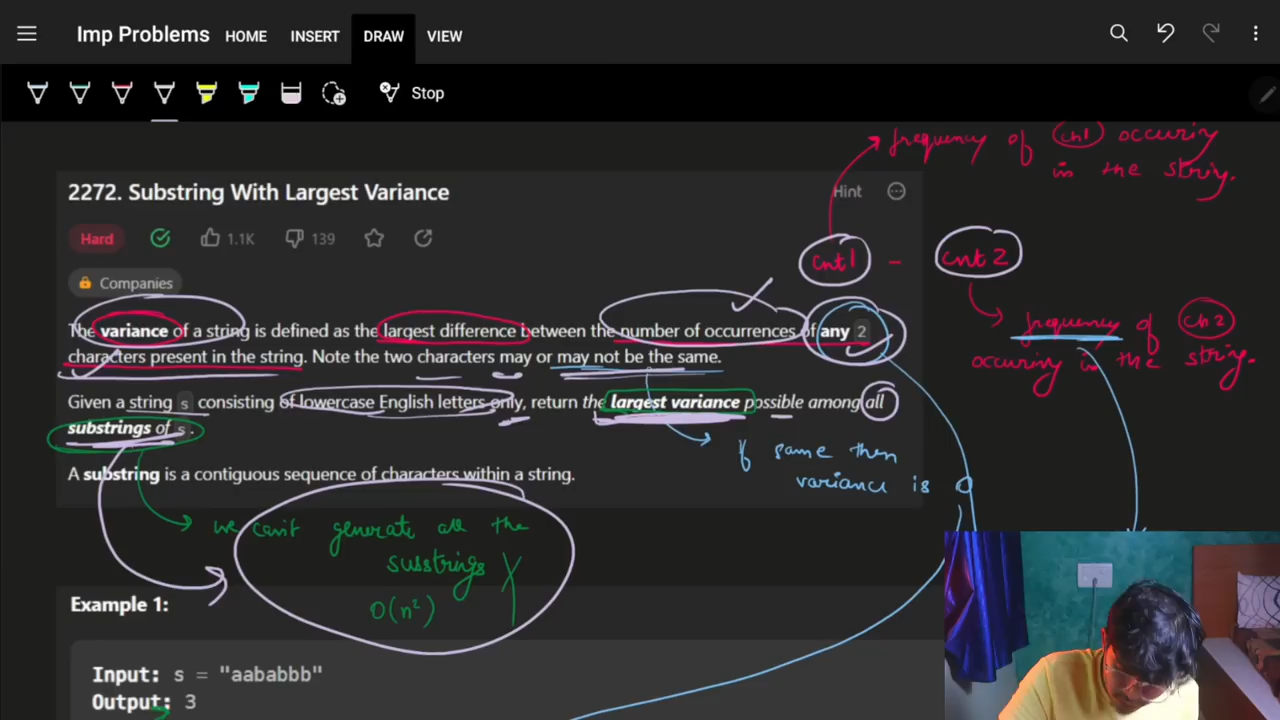 Imp Problems HOME INSERT DRAW VIEW
Stop
frequency of ch1 occuring
in the string.
2272. Substring With Largest Variance
Hint
Hard 1.1K 139
cnt1 - cnt2
Companies
The variance of a string is defined as the largest difference between the number of occurrences of any 2
characters present in the string. Note the two characters may or may not be the same.
frequency of ch2
occuring in the string.
Given a string s consisting of lowercase English letters only, return the largest variance possible among all
substrings of s.
If same then
variance is 0
A substring is a contiguous sequence of characters within a string.
we can't generate all the
susstrings X
O(n²)
Example 1:
Input: s = "aababbb"
Output: 3